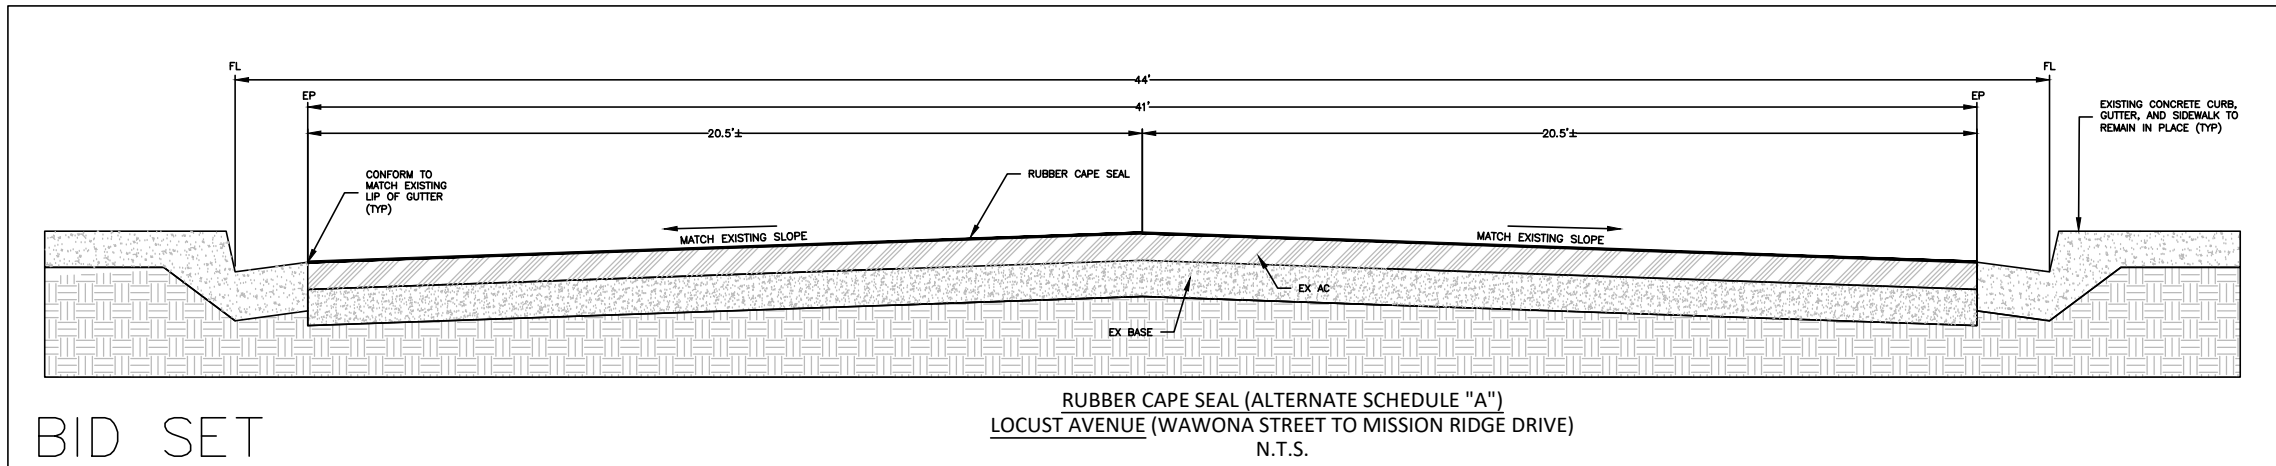 FL
FL
44'
EP
EP
41'
20.5'±
20.5'±
EXISTING CONCRETE CURB,
GUTTER, AND SIDEWALK TO
REMAIN IN PLACE (TYP)
CONFORM TO
MATCH EXISTING
LIP OF GUTTER
(TYP)
RUBBER CAPE SEAL
MATCH EXISTING SLOPE
MATCH EXISTING SLOPE
EX AC
EX BASE
RUBBER CAPE SEAL (ALTERNATE SCHEDULE "A")
LOCUST AVENUE (WAWONA STREET TO MISSION RIDGE DRIVE)
N.T.S.
BID SET